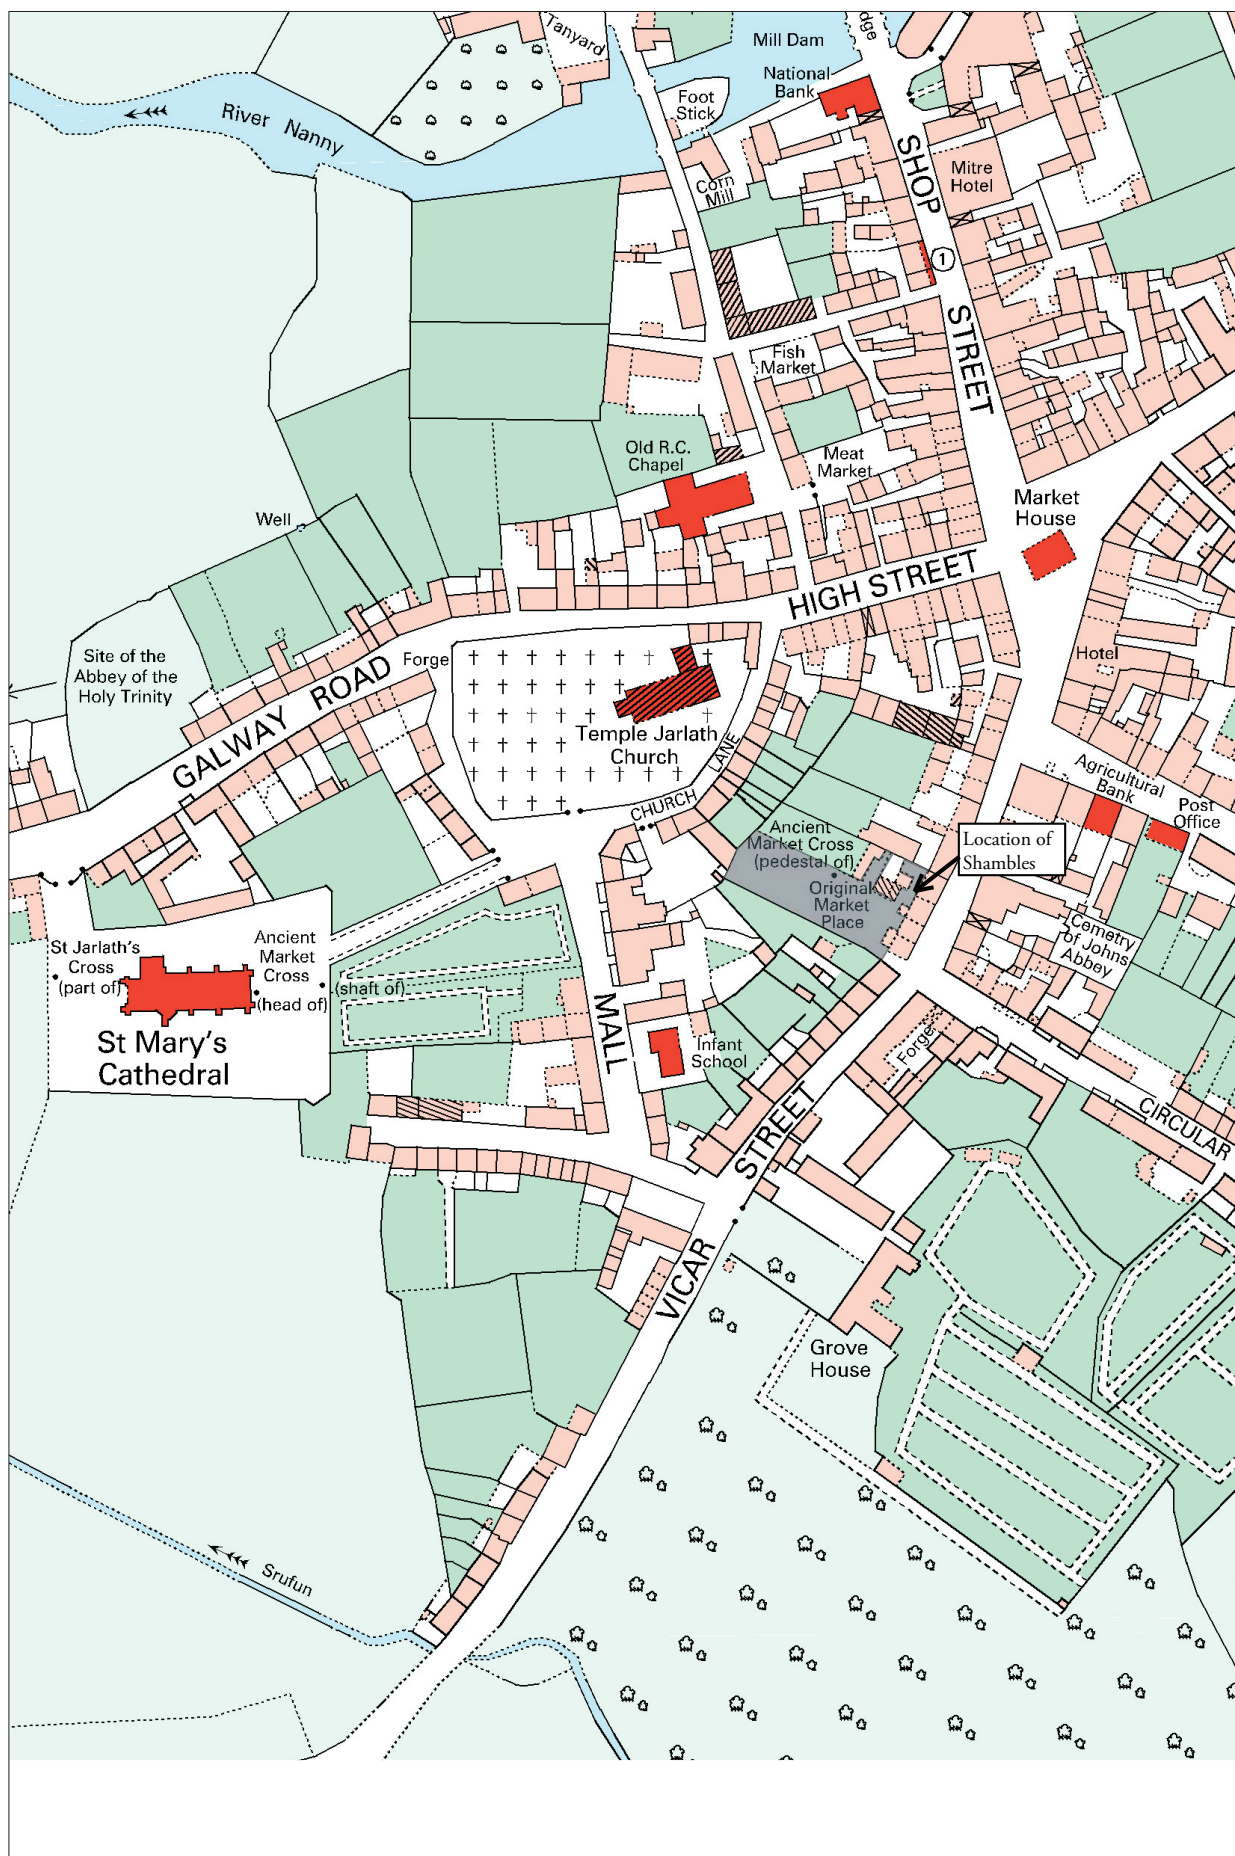 Tanyard
Mill Dam
dge
National
Bank
Foot
Stick
River Nanny
SHOP
STREET
Mitre
Hotel
Corn
Mill
1
Fish
Market
Old R.C.
Chapel
Meat
Market
Market
House
Well
HIGH STREET
Site of the
Abbey of the
Holy Trinity
Forge
GALWAY ROAD
Hotel
Temple Jarlath
Church
CHURCH LANE
Agricultural
Bank
Post
Office
Ancient
Market Cross
(pedestal of)
Location of
Shambles
Original
Market
Place
Cemetry
of Johns
Abbey
St Jarlath's
Cross
(part of)
Ancient
Market
Cross
(head of)
(shaft of)
St Mary's
Cathedral
MALL
Infant
School
Forge
CIRCULAR
VICAR STREET
Grove
House
Srufun